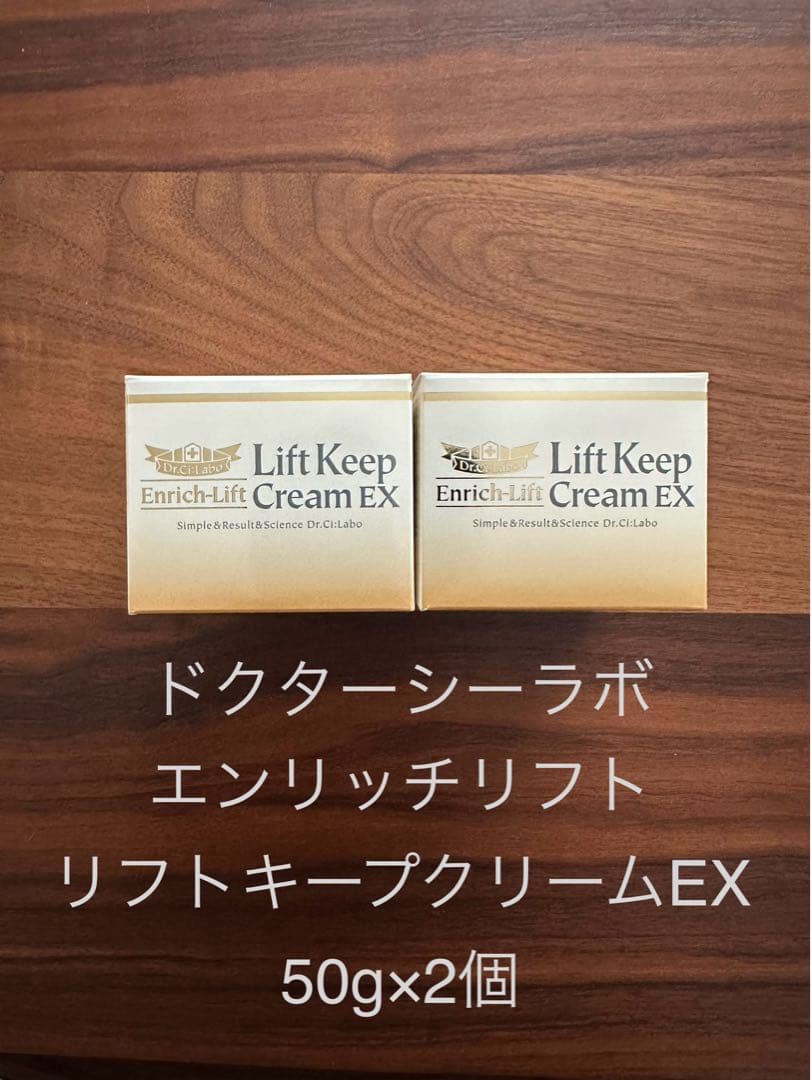 Dr.Ci:Labo
Enrich-Lift
Lift Keep
Cream EX
Simple&Result&Science Dr.Ci:Labo
Dr.Ci:Labo
Enrich-Lift
Lift Keep
Cream EX
Simple&Result&Science Dr.Ci:Labo
ドクターシーラボ
エンリッチリフト
リフトキープクリームEX
50g×2個